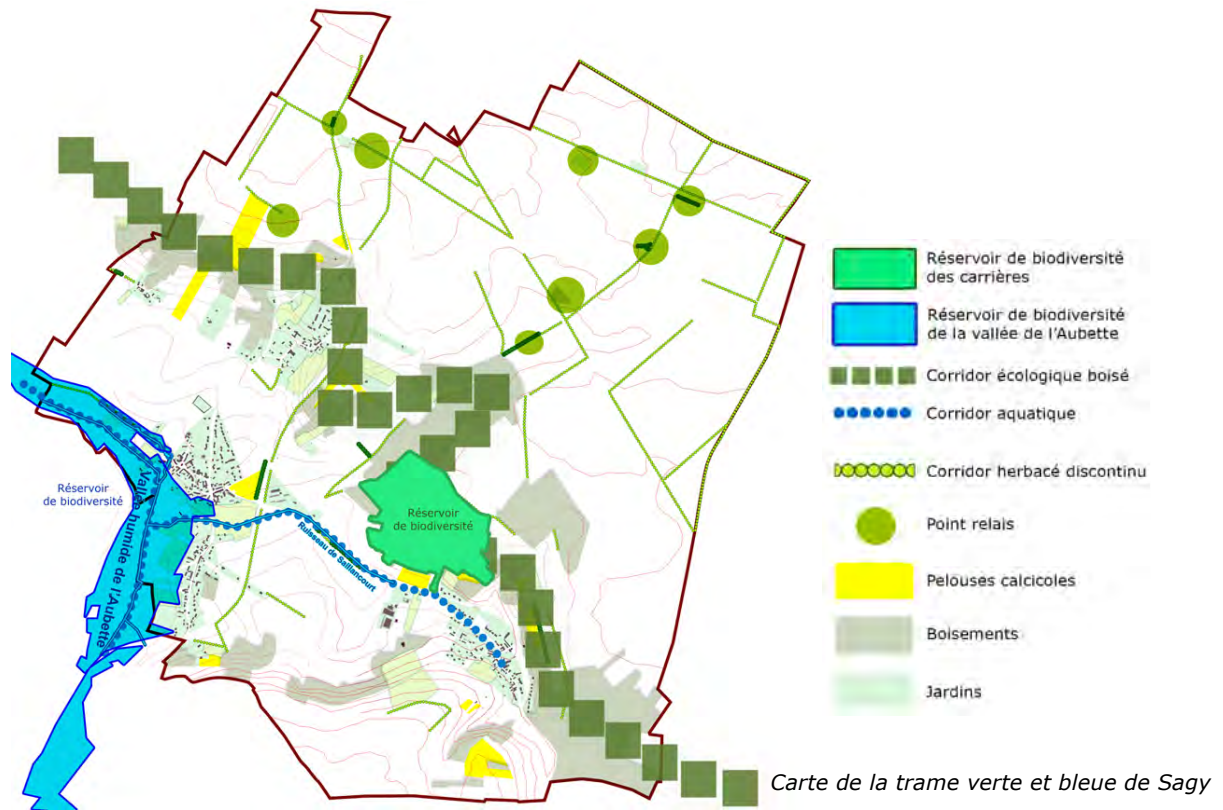 Réservoir de biodiversité
des carrières
Réservoir de biodiversité
de la vallée de l'Aubette
Corridor écologique boisé
Corridor aquatique
Corridor herbacé discontinu
Point relais
Pelouses calcicoles
Boisements
Jardins
Réservoir
de biodiversité
Vallée humide de l'Aubette
Ruisseau de Saillancourt
Réservoir
de biodiversité
Carte de la trame verte et bleue de Sagy